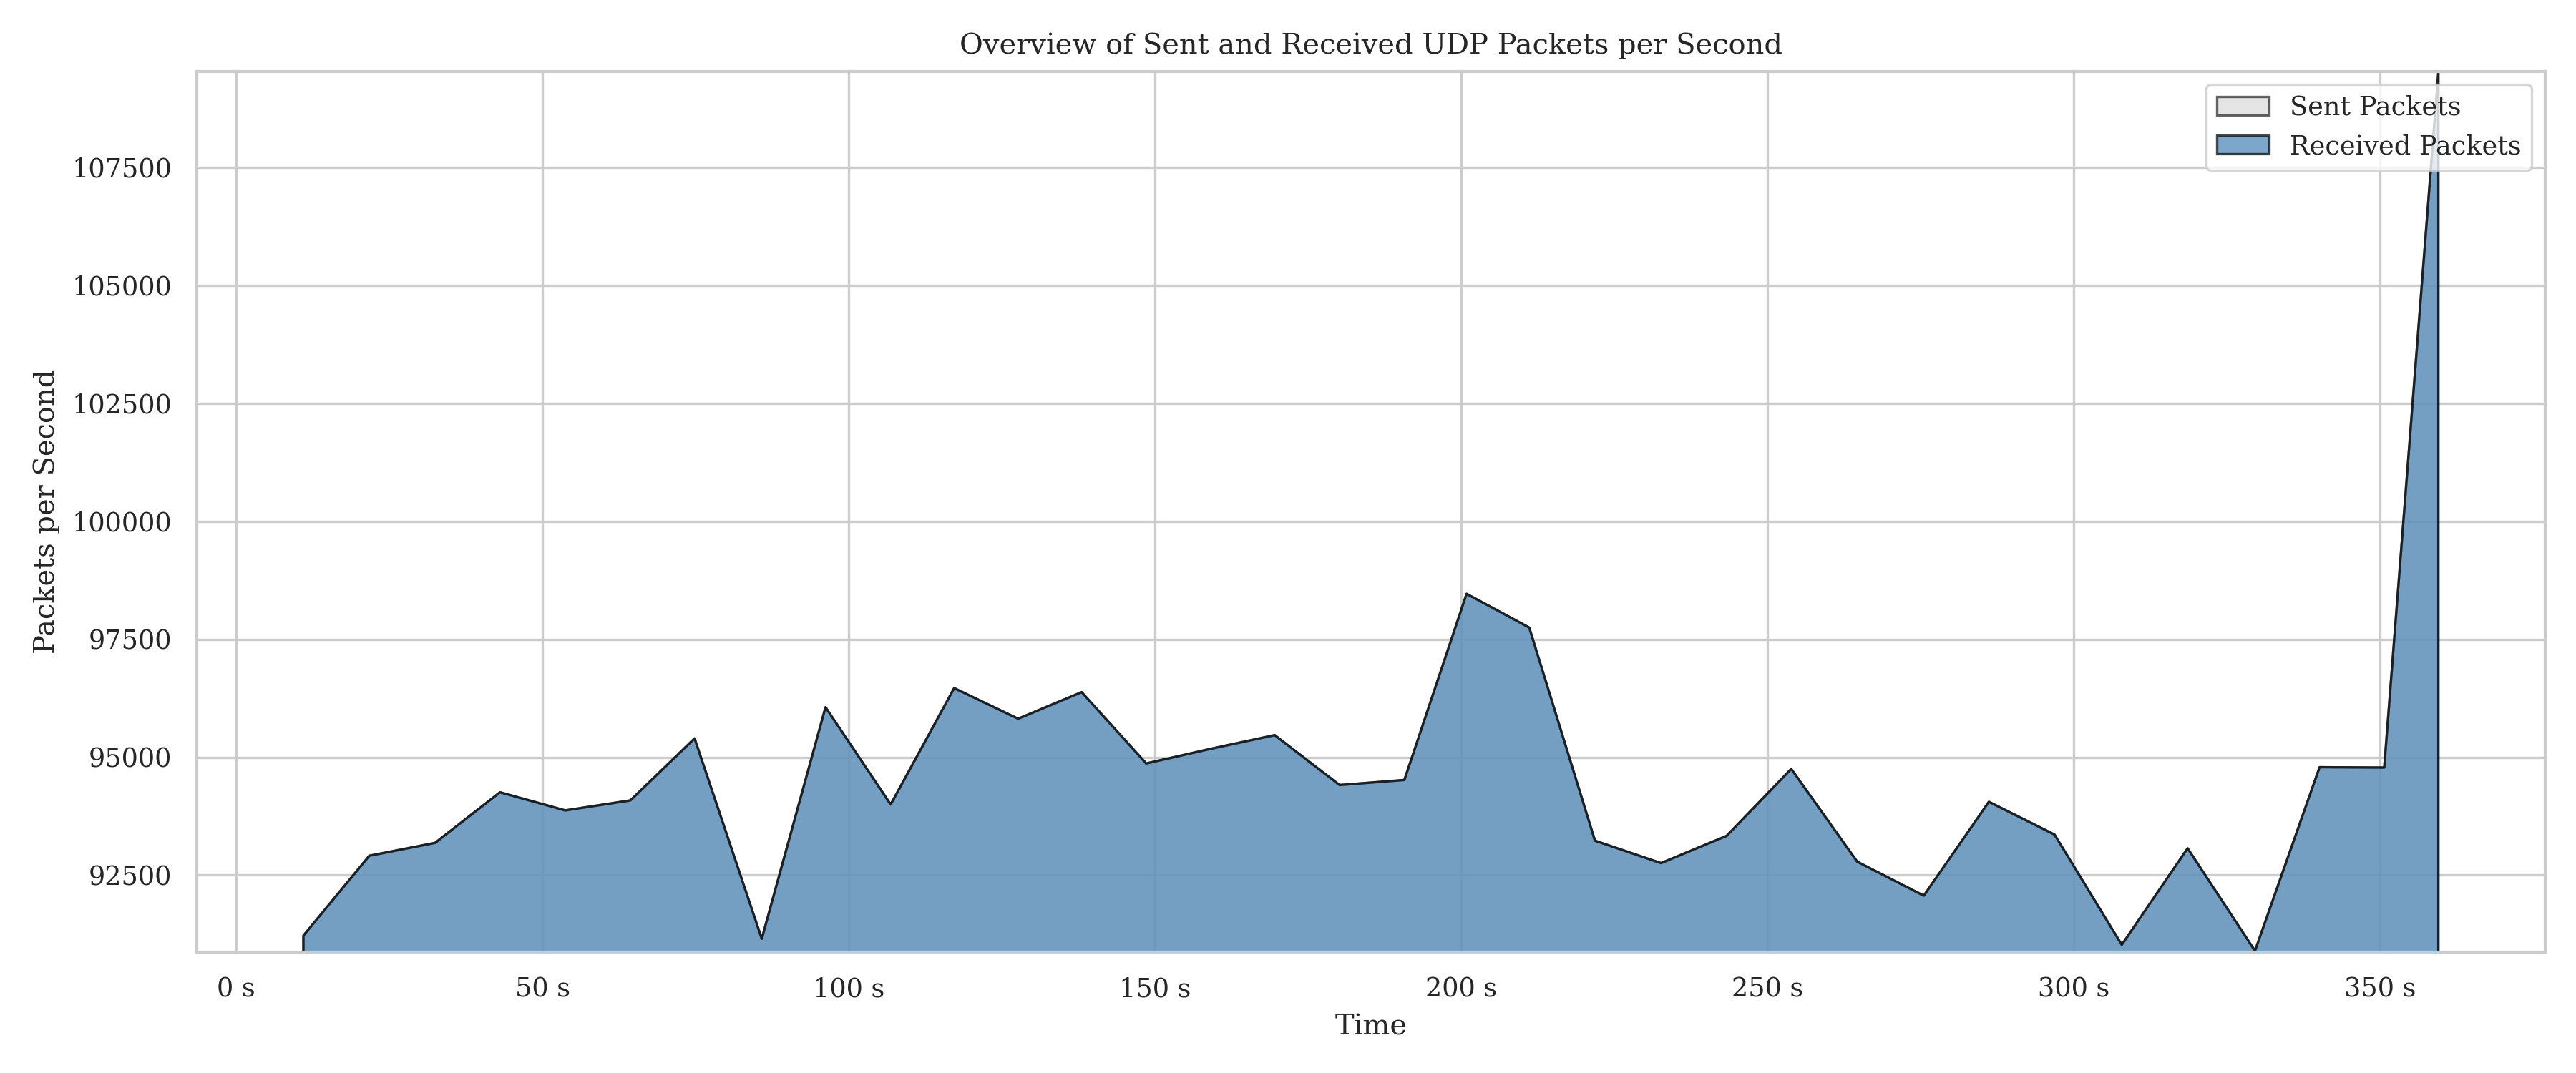 Overview of Sent and Received UDP Packets per Second
Sent Packets
Received Packets
Packets per Second
107500
105000
102500
100000
97500
95000
92500
0 s 50 s 100 s 150 s 200 s 250 s 300 s 350 s
Time